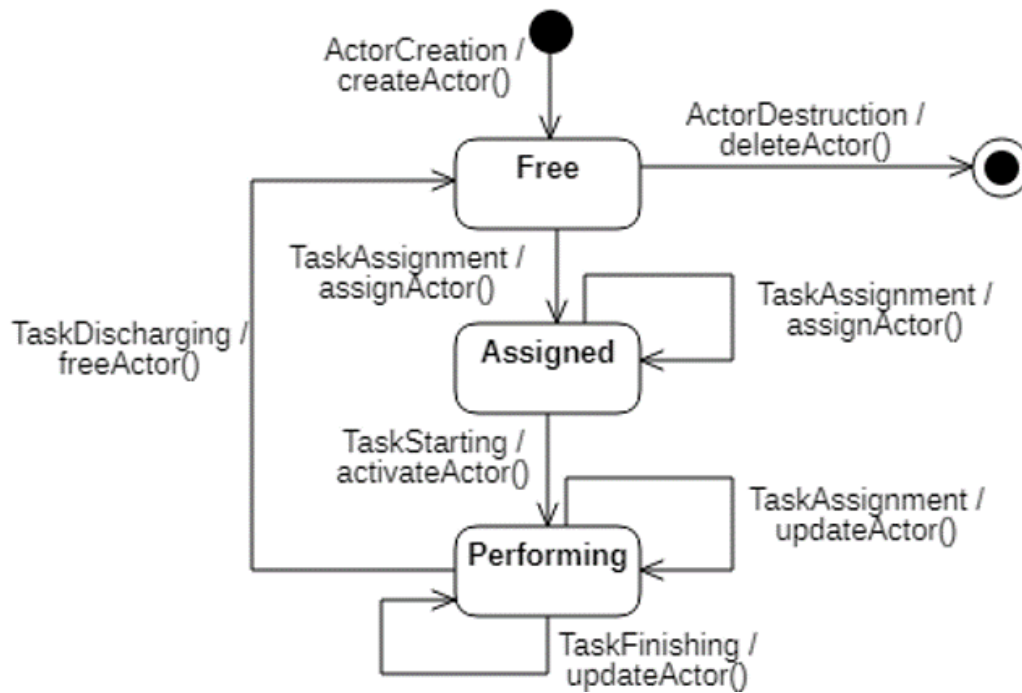 ActorCreation /
createActor()
ActorDestruction /
deleteActor()
Free
TaskAssignment /
assignActor()
TaskAssignment /
assignActor()
TaskDischarging /
freeActor()
Assigned
TaskStarting /
activateActor()
TaskAssignment /
updateActor()
Performing
TaskFinishing /
updateActor()